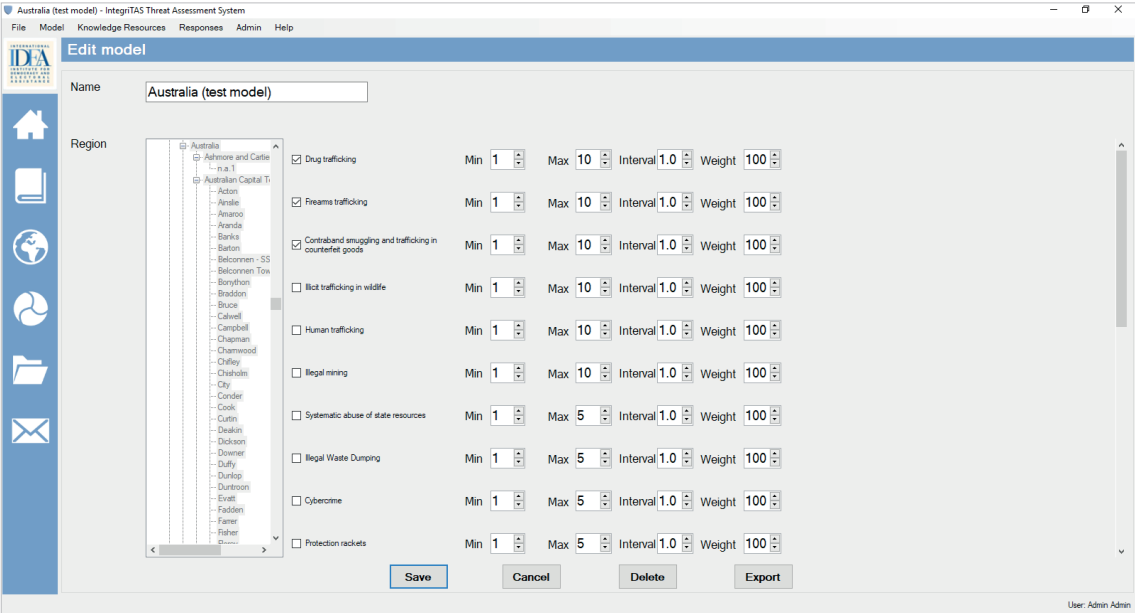 Australia (test model) - IntegriTAS Threat Assessment System
File Model Knowledge Resources Responses Admin Help
INTERNATIONAL
IDEA
INSTITUTE FOR
DEMOCRACY AND
ELECTORAL
ASSISTANCE
Edit model
Name
Australia (test model)
Region
Australia
Ashmore and Cartie
n.a.1
Australian Capital Te
Acton
Ainslie
Amaroo
Aranda
Banks
Barton
Belconnen - SS
Belconnen Tow
Bonython
Braddon
Bruce
Calwell
Campbell
Chapman
Charnwood
Chifley
Chisholm
City
Conder
Cook
Curtin
Deakin
Dickson
Downer
Duffy
Dunlop
Duntroon
Evatt
Fadden
Farrer
Fisher
Drug trafficking Min 1 Max 10 Interval 1.0 Weight 100
Firearms trafficking Min 1 Max 10 Interval 1.0 Weight 100
Contraband smuggling and trafficking in
counterfeit goods Min 1 Max 10 Interval 1.0 Weight 100
Illicit trafficking in wildlife Min 1 Max 10 Interval 1.0 Weight 100
Human trafficking Min 1 Max 10 Interval 1.0 Weight 100
Illegal mining Min 1 Max 10 Interval 1.0 Weight 100
Systematic abuse of state resources Min 1 Max 5 Interval 1.0 Weight 100
Illegal Waste Dumping Min 1 Max 5 Interval 1.0 Weight 100
Cybercrime Min 1 Max 5 Interval 1.0 Weight 100
Protection rackets Min 1 Max 5 Interval 1.0 Weight 100
Save Cancel Delete Export
User: Admin Admin